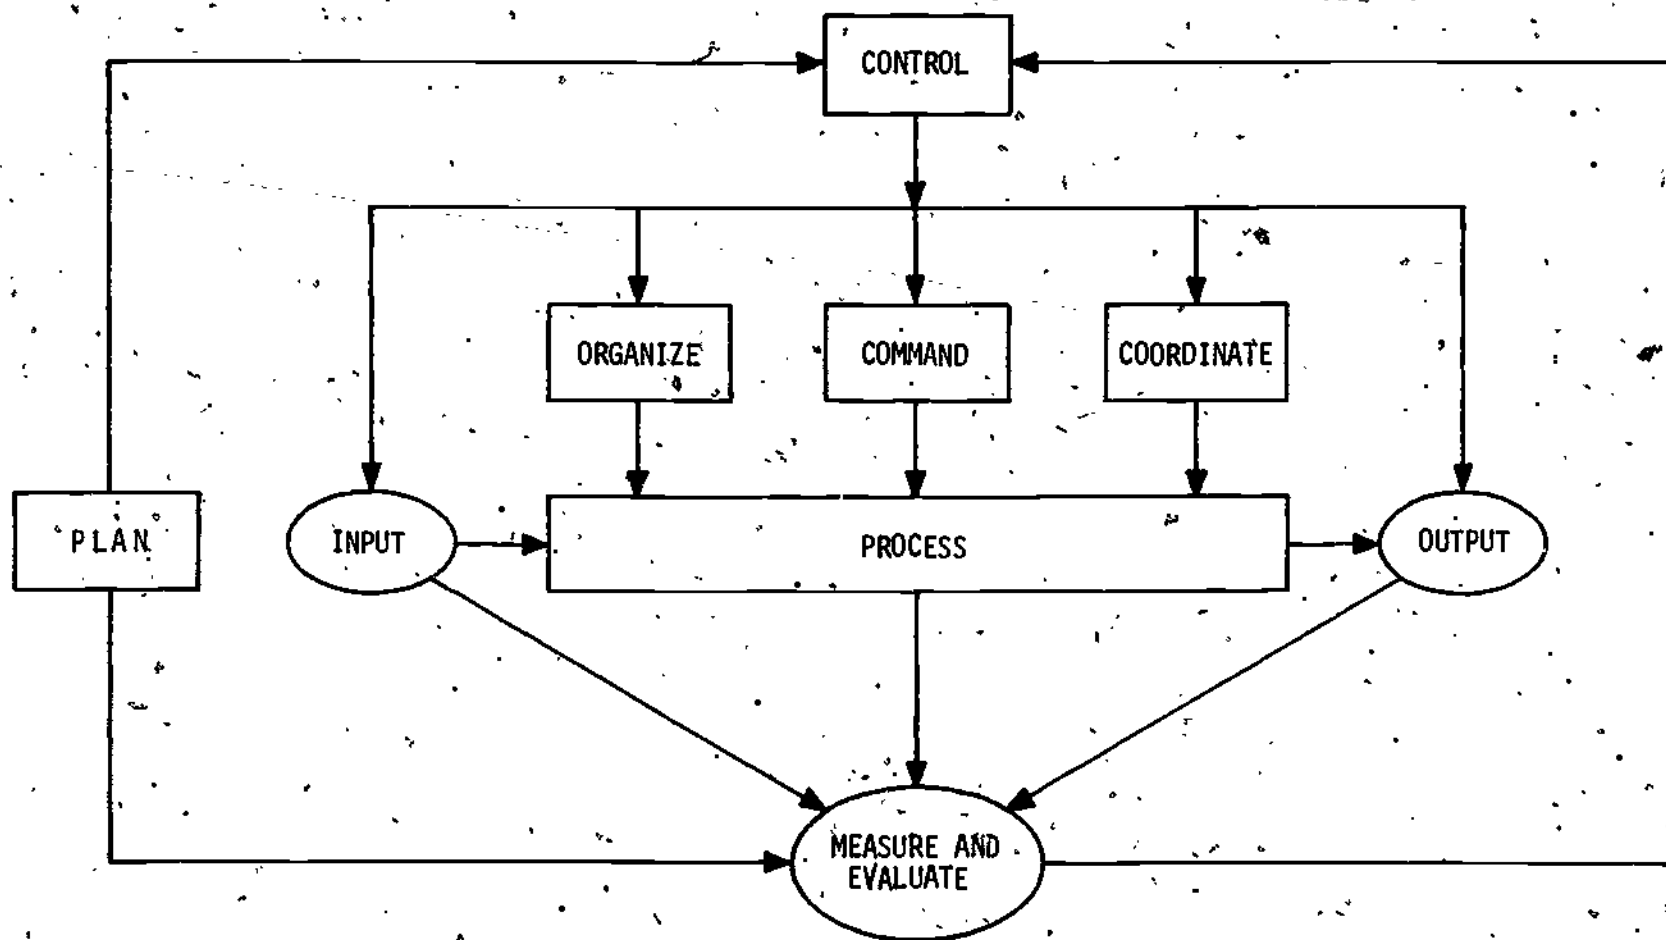 CONTROL
ORGANIZE
COMMAND
COORDINATE
PLAN
INPUT
PROCESS
OUTPUT
MEASURE AND
EVALUATE